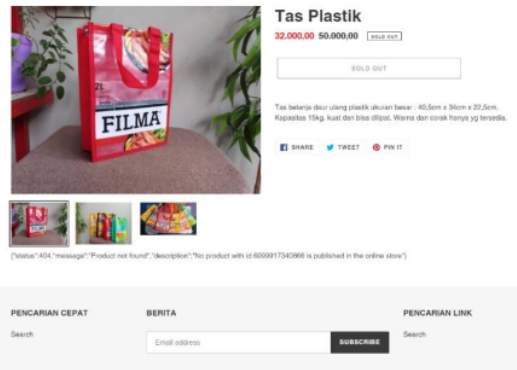 Tas Plastik
32.000,00 50.000,00 SOLD OUT
SOLD OUT
Tas belanja daur ulang plastik ukuran besar : 40,5cm x 34cm x 22,5cm.
Kapasitas 15kg, kuat dan bisa dilipat. Warna dan corak hanya yg tersedia.
SHARE TWEET PIN IT
2L
FILMA
{"status":404,"message":"Product not found","description":"No product with id 6099917340866 is published in the online store"}
PENCARIAN CEPAT BERITA PENCARIAN LINK
Search Email address SUBSCRIBE Search